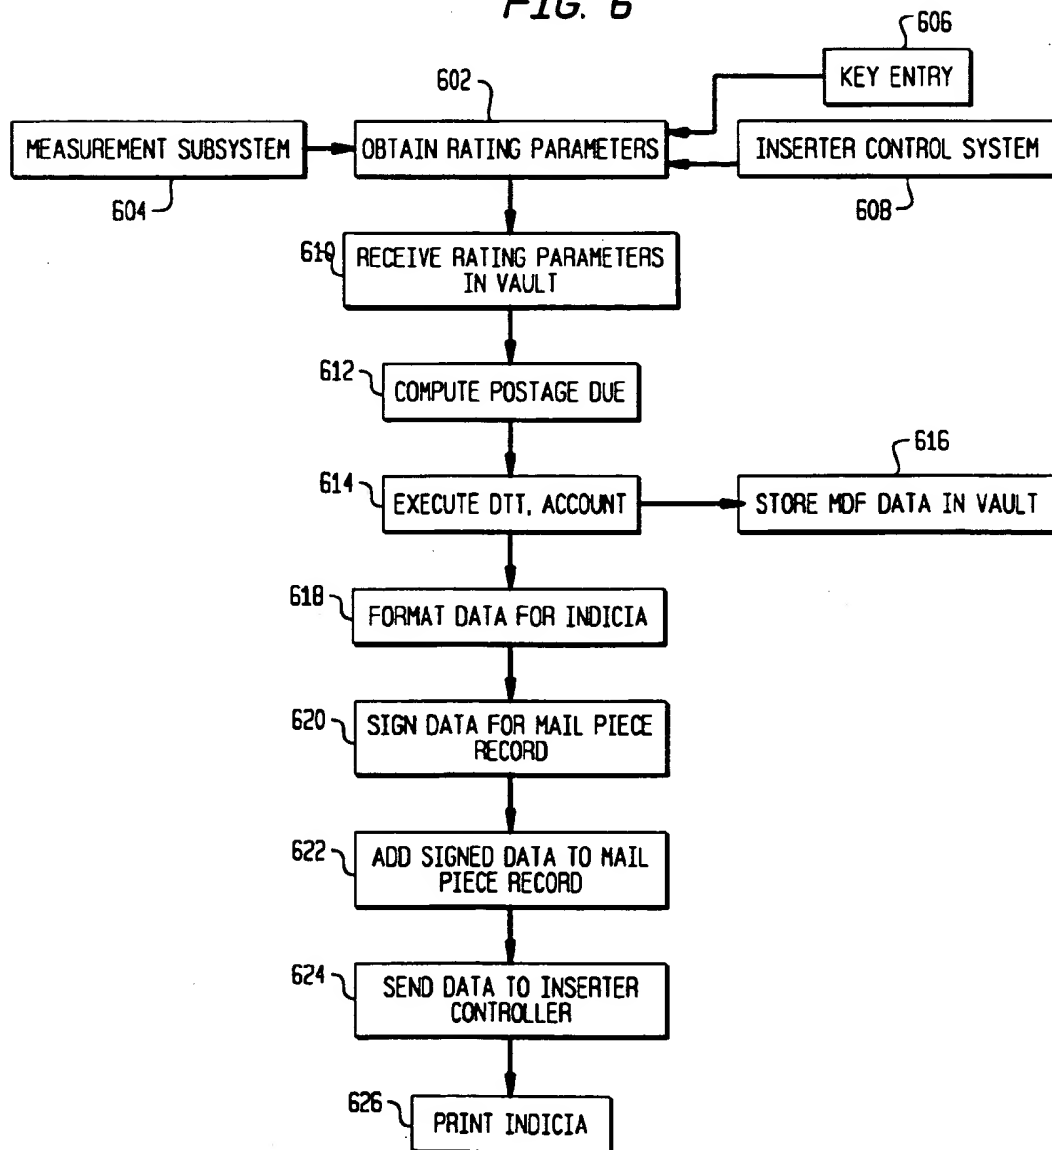 FIG. 6
606
KEY ENTRY
602
MEASUREMENT SUBSYSTEM
OBTAIN RATING PARAMETERS
INSERTER CONTROL SYSTEM
604
608
610
RECEIVE RATING PARAMETERS
IN VAULT
612
COMPUTE POSTAGE DUE
616
614
EXECUTE DTT, ACCOUNT
STORE MDF DATA IN VAULT
618
FORMAT DATA FOR INDICIA
620
SIGN DATA FOR MAIL PIECE
RECORD
622
ADD SIGNED DATA TO MAIL
PIECE RECORD
624
SEND DATA TO INSERTER
CONTROLLER
626
PRINT INDICIA